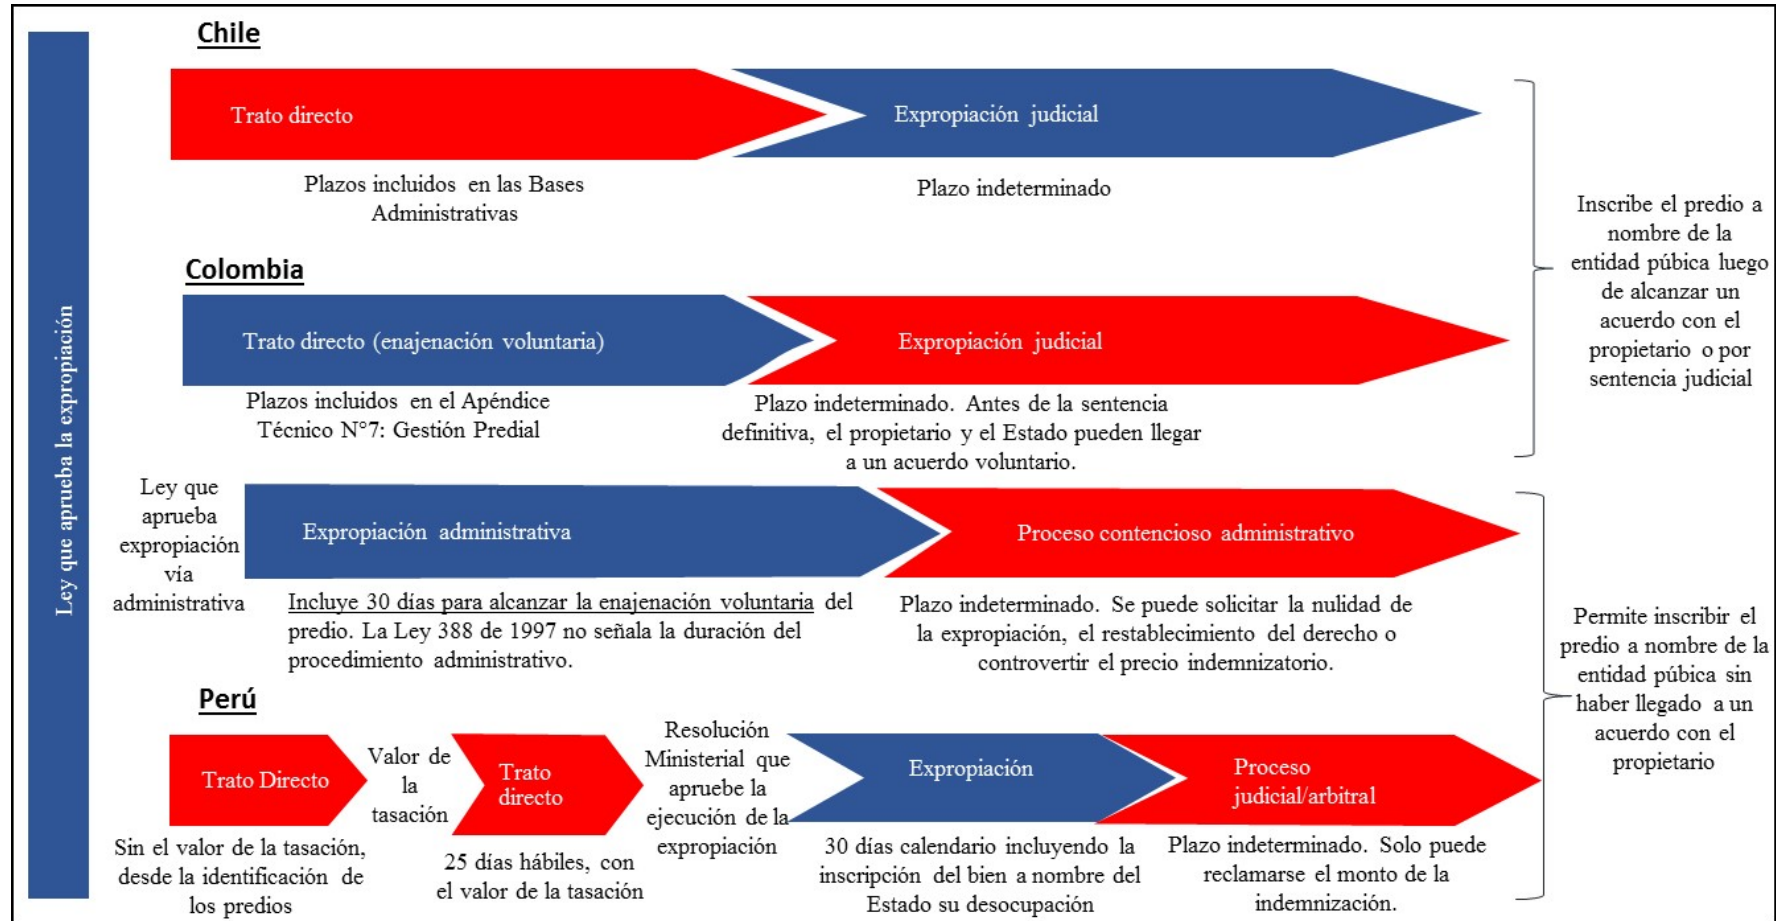 Ley que aprueba la expropiación
Chile
Trato directo
Expropiación judicial
Plazos incluidos en las Bases
Administrativas
Plazo indeterminado
Colombia
Trato directo (enajenación voluntaria)
Expropiación judicial
Plazos incluidos en el Apéndice
Técnico N°7: Gestión Predial
Plazo indeterminado. Antes de la sentencia
definitiva, el propietario y el Estado pueden llegar
a un acuerdo voluntario.
Inscribe el predio a
nombre de la
entidad púbica luego
de alcanzar un
acuerdo con el
propietario o por
sentencia judicial
Ley que
aprueba
expropiación
vía
administrativa
Expropiación administrativa
Proceso contencioso administrativo
Incluye 30 días para alcanzar la enajenación voluntaria del
predio. La Ley 388 de 1997 no señala la duración del
procedimiento administrativo.
Plazo indeterminado. Se puede solicitar la nulidad de
la expropiación, el restablecimiento del derecho o
controvertir el precio indemnizatorio.
Perú
Trato Directo
Valor de
la
tasación
Trato
directo
Resolución
Ministerial que
apruebe la
ejecución de la
expropiación
Expropiación
Proceso
judicial/arbitral
Sin el valor de la tasación,
desde la identificación de
los predios
25 días hábiles, con
el valor de la tasación
30 días calendario incluyendo la
inscripción del bien a nombre del
Estado su desocupación
Plazo indeterminado. Solo puede
reclamarse el monto de la
indemnización.
Permite inscribir el
predio a nombre de la
entidad púbica sin
haber llegado a un
acuerdo con el
propietario